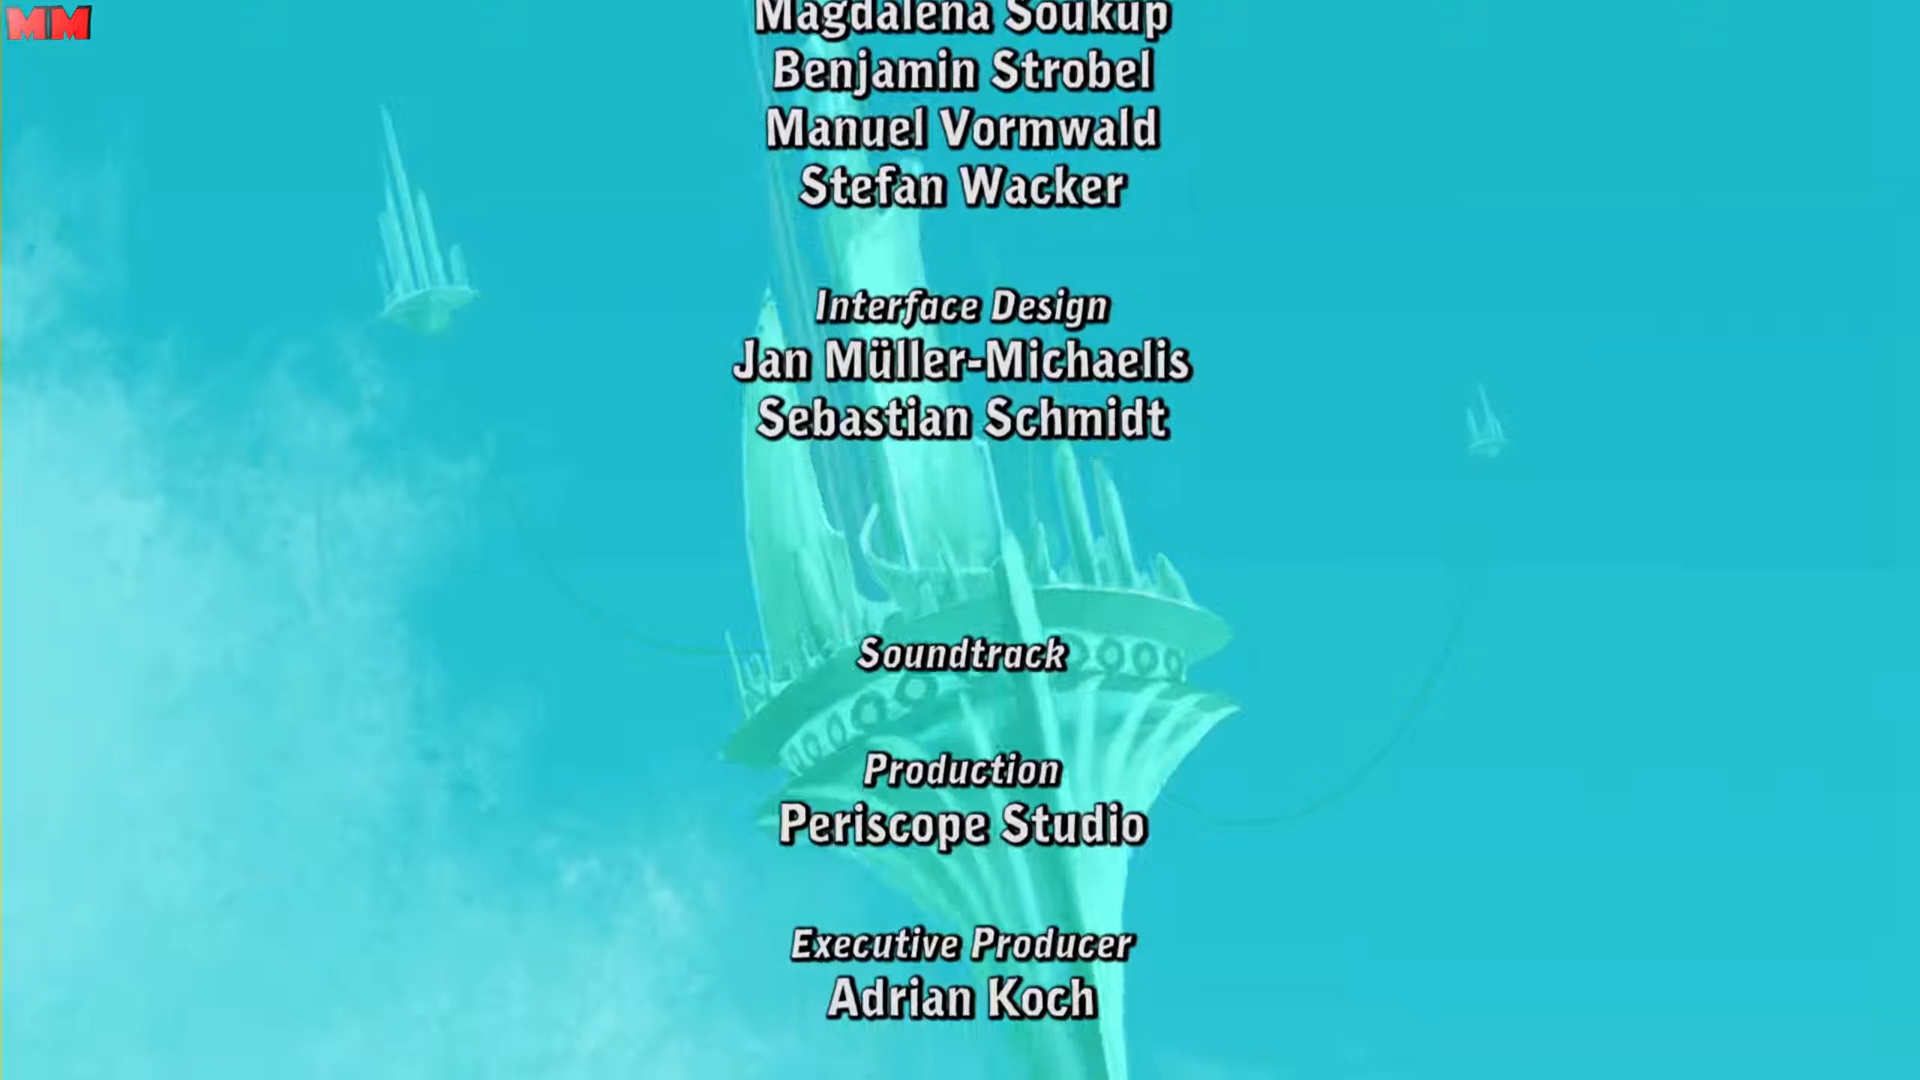 MM
Magdalena Soukup
Benjamin Strobel
Manuel Vormwald
Stefan Wacker
Interface Design
Jan Müller-Michaelis
Sebastian Schmidt
Soundtrack
Production
Periscope Studio
Executive Producer
Adrian Koch